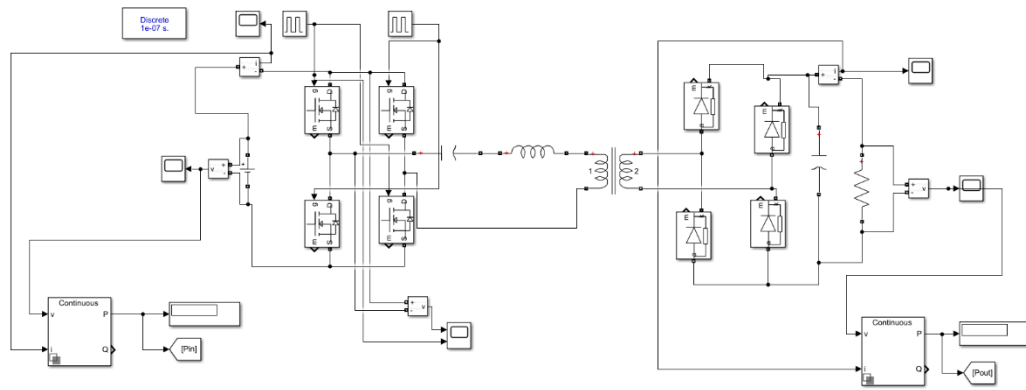 Discrete
1e-07 s.
i
+
-
g
D
m
S
g
D
m
S
+
-
v
+
+
+
1
2
g
D
m
S
g
D
m
S
m
a
k
m
a
k
m
a
k
m
a
k
+
i
-
+
+
+
-
v
+
-
v
Continuous
v
P
i
Q
[Pin]
Continuous
v
P
i
Q
[Pout]